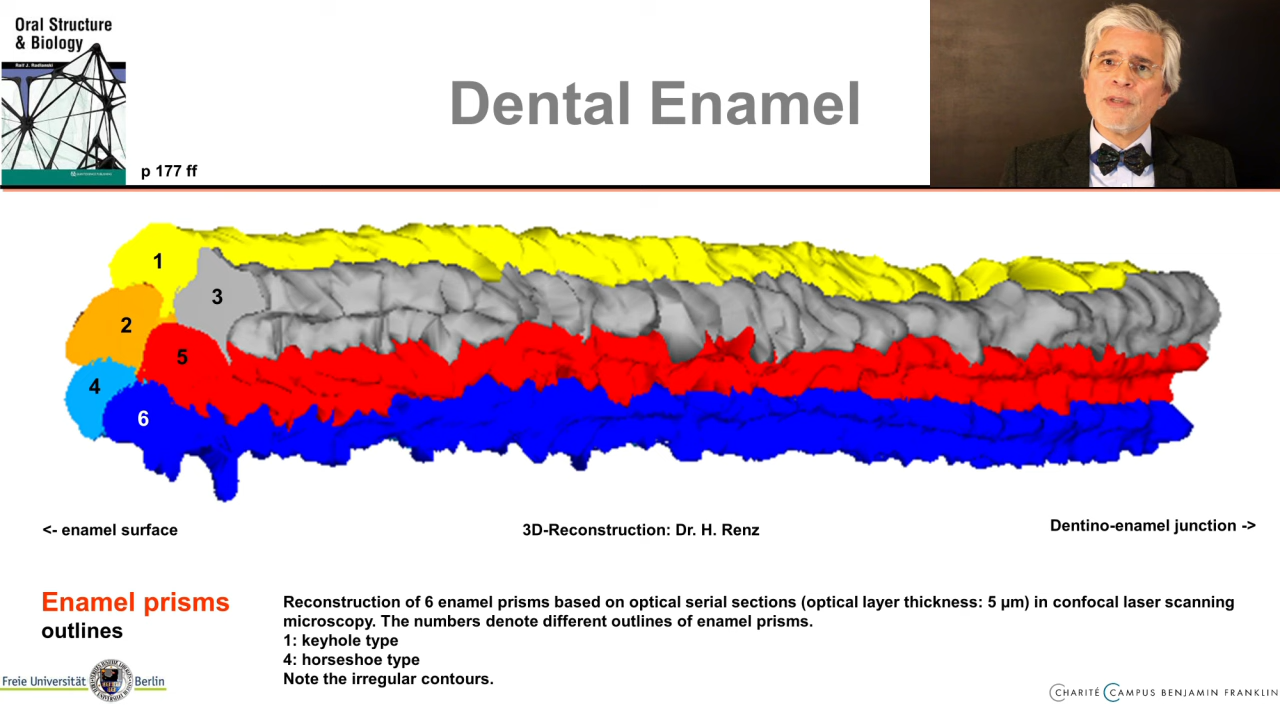 Oral Structure
& Biology
Ralf J. Radlanski
p 177 ff
Dental Enamel
1
3
2
5
4
6
<- enamel surface
3D-Reconstruction: Dr. H. Renz
Dentino-enamel junction ->
Enamel prisms
outlines
Reconstruction of 6 enamel prisms based on optical serial sections (optical layer thickness: 5 µm) in confocal laser scanning
microscopy. The numbers denote different outlines of enamel prisms.
1: keyhole type
4: horseshoe type
Note the irregular contours.
Freie Universität Berlin
CHARITÉ CAMPUS BENJAMIN FRANKLIN